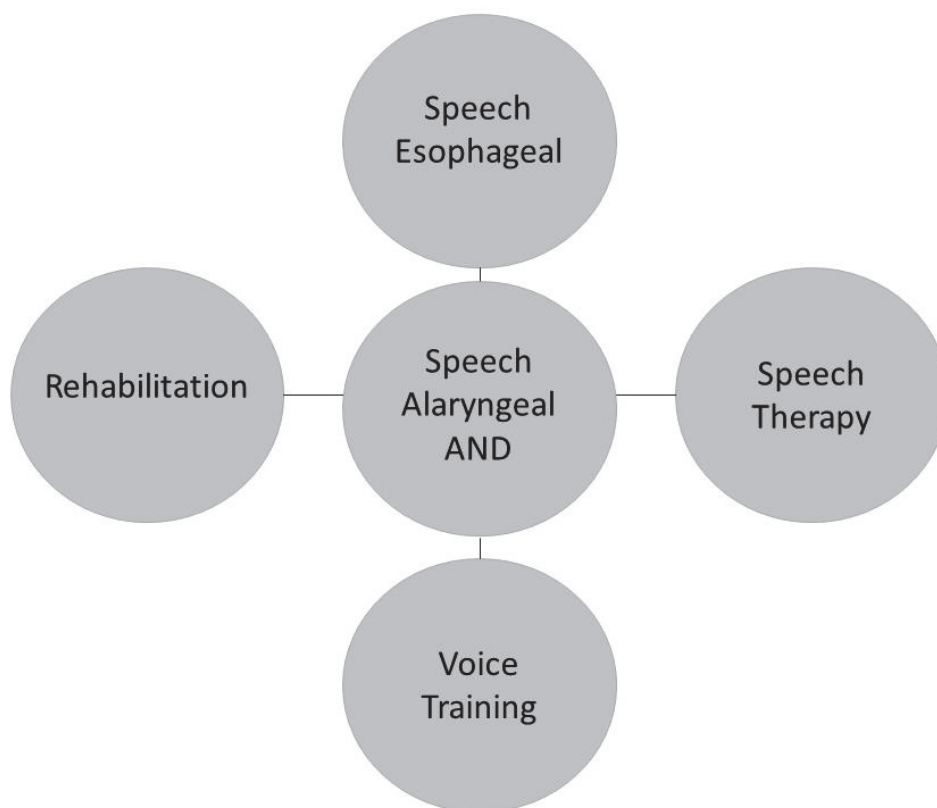 Speech
Esophageal
Rehabilitation
Speech
Alaryngeal
AND
Speech
Therapy
Voice
Training